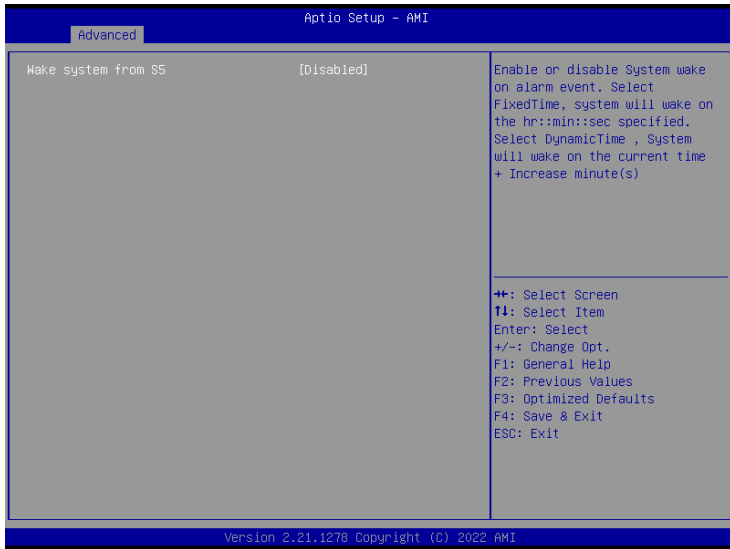 Aptio Setup - AMI
Advanced
Wake system from S5 [Disabled]
Enable or disable System wake
on alarm event. Select
FixedTime, system will wake on
the hr::min::sec specified.
Select DynamicTime , System
will wake on the current time
+ Increase minute(s)
→←: Select Screen
↑↓: Select Item
Enter: Select
+/-: Change Opt.
F1: General Help
F2: Previous Values
F3: Optimized Defaults
F4: Save & Exit
ESC: Exit
Version 2.21.1278 Copyright (C) 2022 AMI